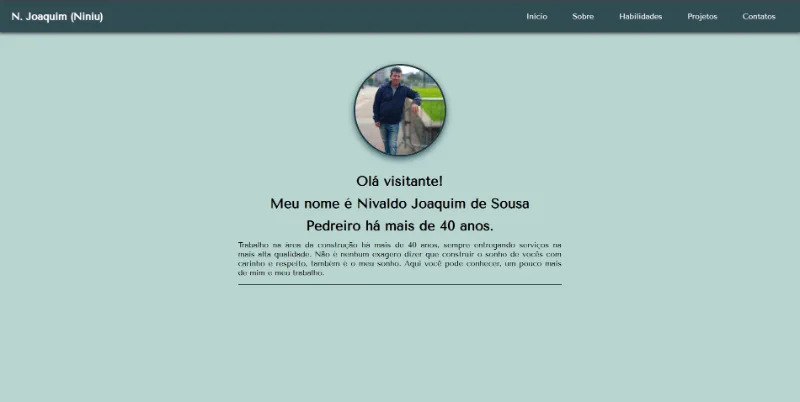 N. Joaquim (Niniu)
Início
Sobre
Habilidades
Projetos
Contatos
Olá visitante!
Meu nome é Nivaldo Joaquim de Sousa
Pedreiro há mais de 40 anos.
Trabalho na área da construção há mais de 40 anos, sempre entregando serviços na
mais alta qualidade. Não é nenhum exagero dizer que construir o sonho de vocês com
carinho e respeito, também é o meu sonho. Aqui você pode conhecer, um pouco mais
de mim e meu trabalho.